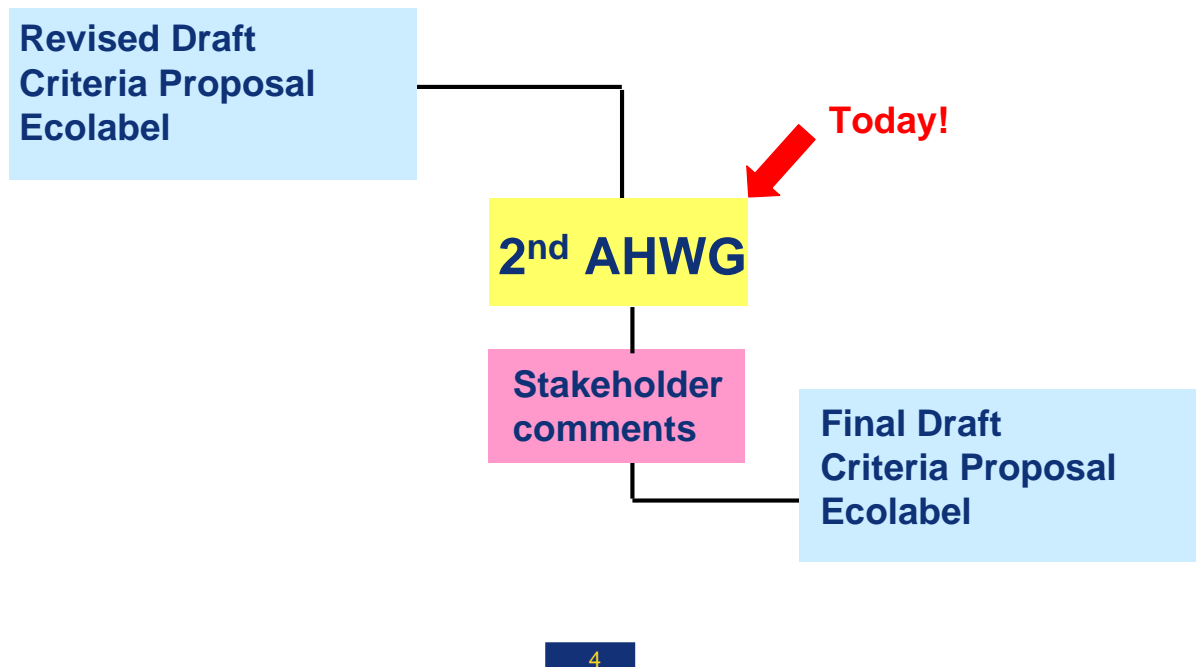 Revised Draft
Criteria Proposal
Ecolabel
Today!
2nd AHWG
Stakeholder
comments
Final Draft
Criteria Proposal
Ecolabel
4